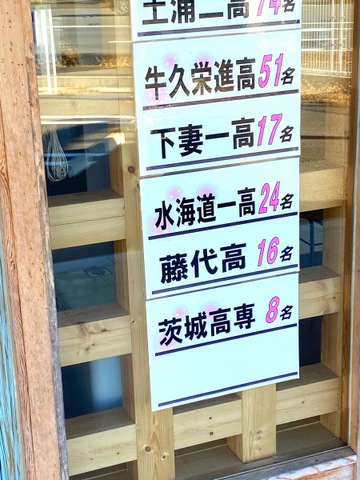 土浦二高74名
牛久栄進高51名
下妻一高17名
水海道一高24名
藤代高16名
茨城高専8名